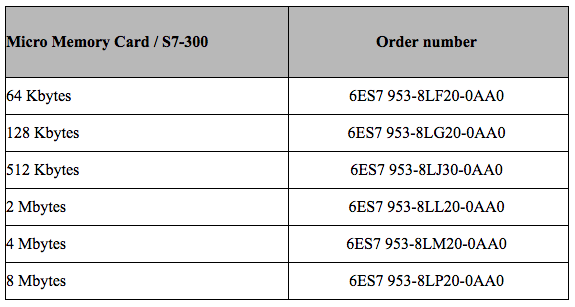 Micro Memory Card / S7-300 Order number
64 Kbytes 6ES7 953-8LF20-0AA0
128 Kbytes 6ES7 953-8LG20-0AA0
512 Kbytes 6ES7 953-8LJ30-0AA0
2 Mbytes 6ES7 953-8LL20-0AA0
4 Mbytes 6ES7 953-8LM20-0AA0
8 Mbytes 6ES7 953-8LP20-0AA0